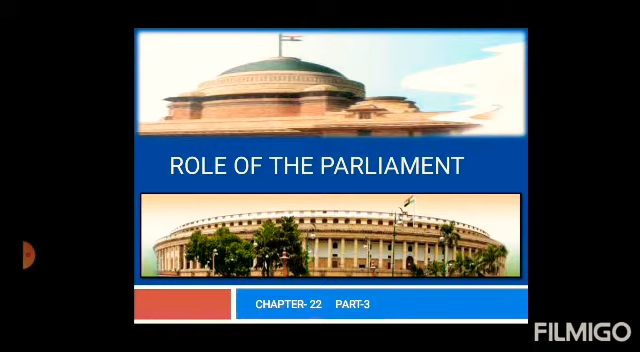 ROLE OF THE PARLIAMENT
CHAPTER- 22 PART-3
FILMIGO